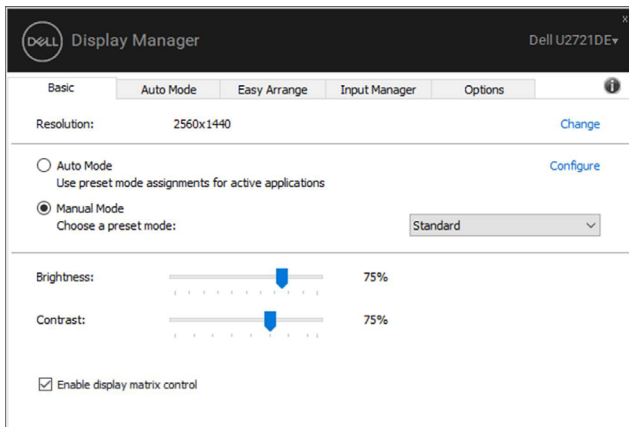 x
DELL Display Manager Dell U2721DE
Basic Auto Mode Easy Arrange Input Manager Options i
Resolution: 2560x1440 Change
Auto Mode Configure
Use preset mode assignments for active applications
Manual Mode
Choose a preset mode: Standard
Brightness: 75%
Contrast: 75%
Enable display matrix control